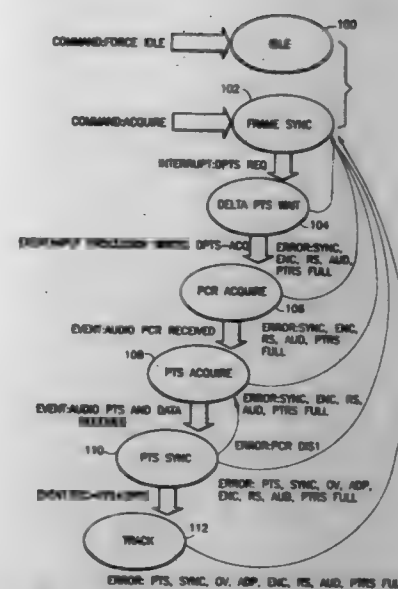 100
IDLE
COMMAND:FORCE IDLE
102
COMMAND:ACQUIRE
FRAME SYNC
INTERRUPT:DPTS REQ
DELTA PTS WAIT
104
DPTS-ACQ
ERROR:SYNC,
ENC, RS, AUD,
PTRS FULL
PCR ACQUIRE
106
EVENT:AUDIO PCR RECEIVED
ERROR:SYNC, ENC,
RS, AUD, PTRS
FULL
108
PTS ACQUIRE
EVENT:AUDIO PTS AND DATA
ERROR:SYNC, ENC, RS,
AUD, PTRS FULL
110
PTS SYNC
ERROR:PCR DIS1
ERROR: PTS, SYNC, OV, ADP,
ENC, RS, AUD, PTRS FULL
112
TRACK
ERROR: PTS, SYNC, OV, ADP, ENC, RS, AUD, PTRS FULL